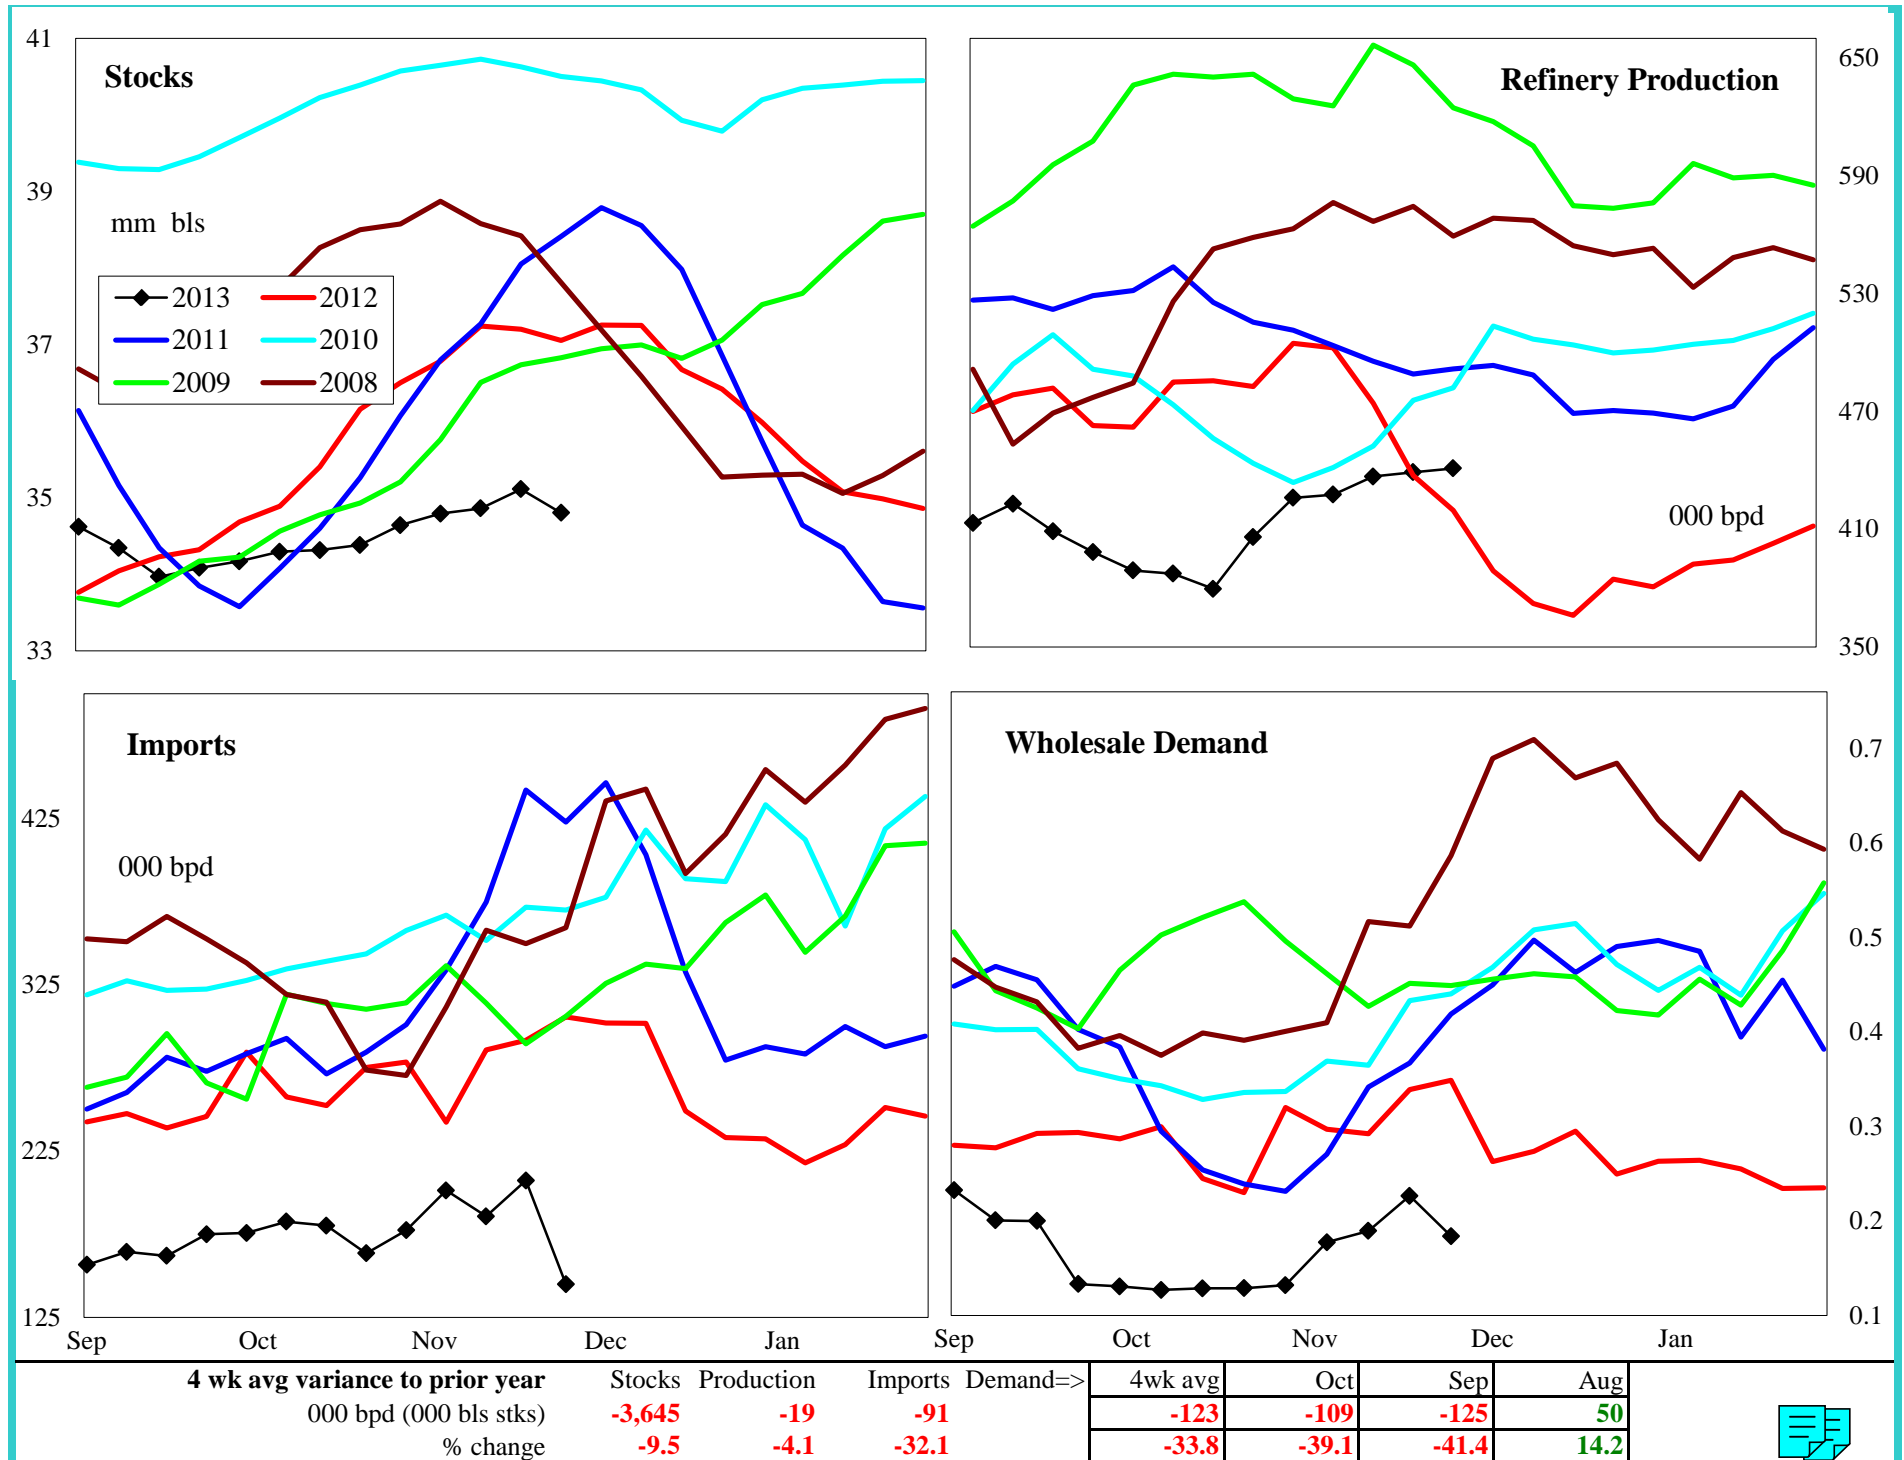 41
39
37
35
33
Stocks
mm bls
2013 2012
2011 2010
2009 2008
Refinery Production
000 bpd
650
590
530
470
410
350
Imports
000 bpd
425
325
225
125
Sep Oct Nov Dec Jan
Wholesale Demand
0.7
0.6
0.5
0.4
0.3
0.2
0.1
Sep Oct Nov Dec Jan
4 wk avg variance to prior year Stocks Production Imports Demand=> 4wk avg Oct Sep Aug
000 bpd (000 bls stks) -3,645 -19 -91 -123 -109 -125 50
% change -9.5 -4.1 -32.1 -33.8 -39.1 -41.4 14.2